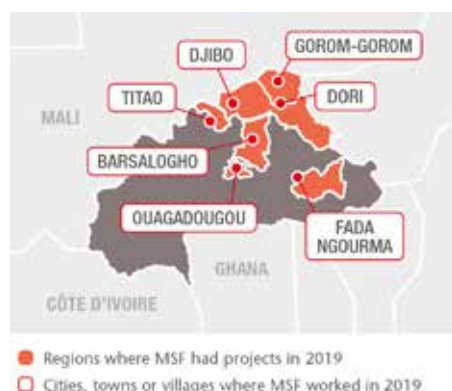 GOROM-GOROM
DJIBO
TITAO
DORI
MALI
BARSALOGHO
OUAGADOUGOU
FADA
NGOURMA
GHANA
CÔTE D'IVOIRE
Regions where MSF had projects in 2019
Cities, towns or villages where MSF worked in 2019